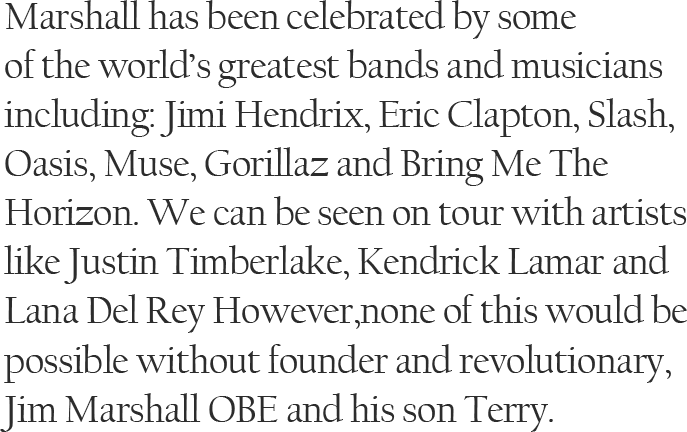 Marshall has been celebrated by some
of the world’s greatest bands and musicians
including: Jimi Hendrix, Eric Clapton, Slash,
Oasis, Muse, Gorillaz and Bring Me The
Horizon. We can be seen on tour with artists
like Justin Timberlake, Kendrick Lamar and
Lana Del Rey However,none of this would be
possible without founder and revolutionary,
Jim Marshall OBE and his son Terry.